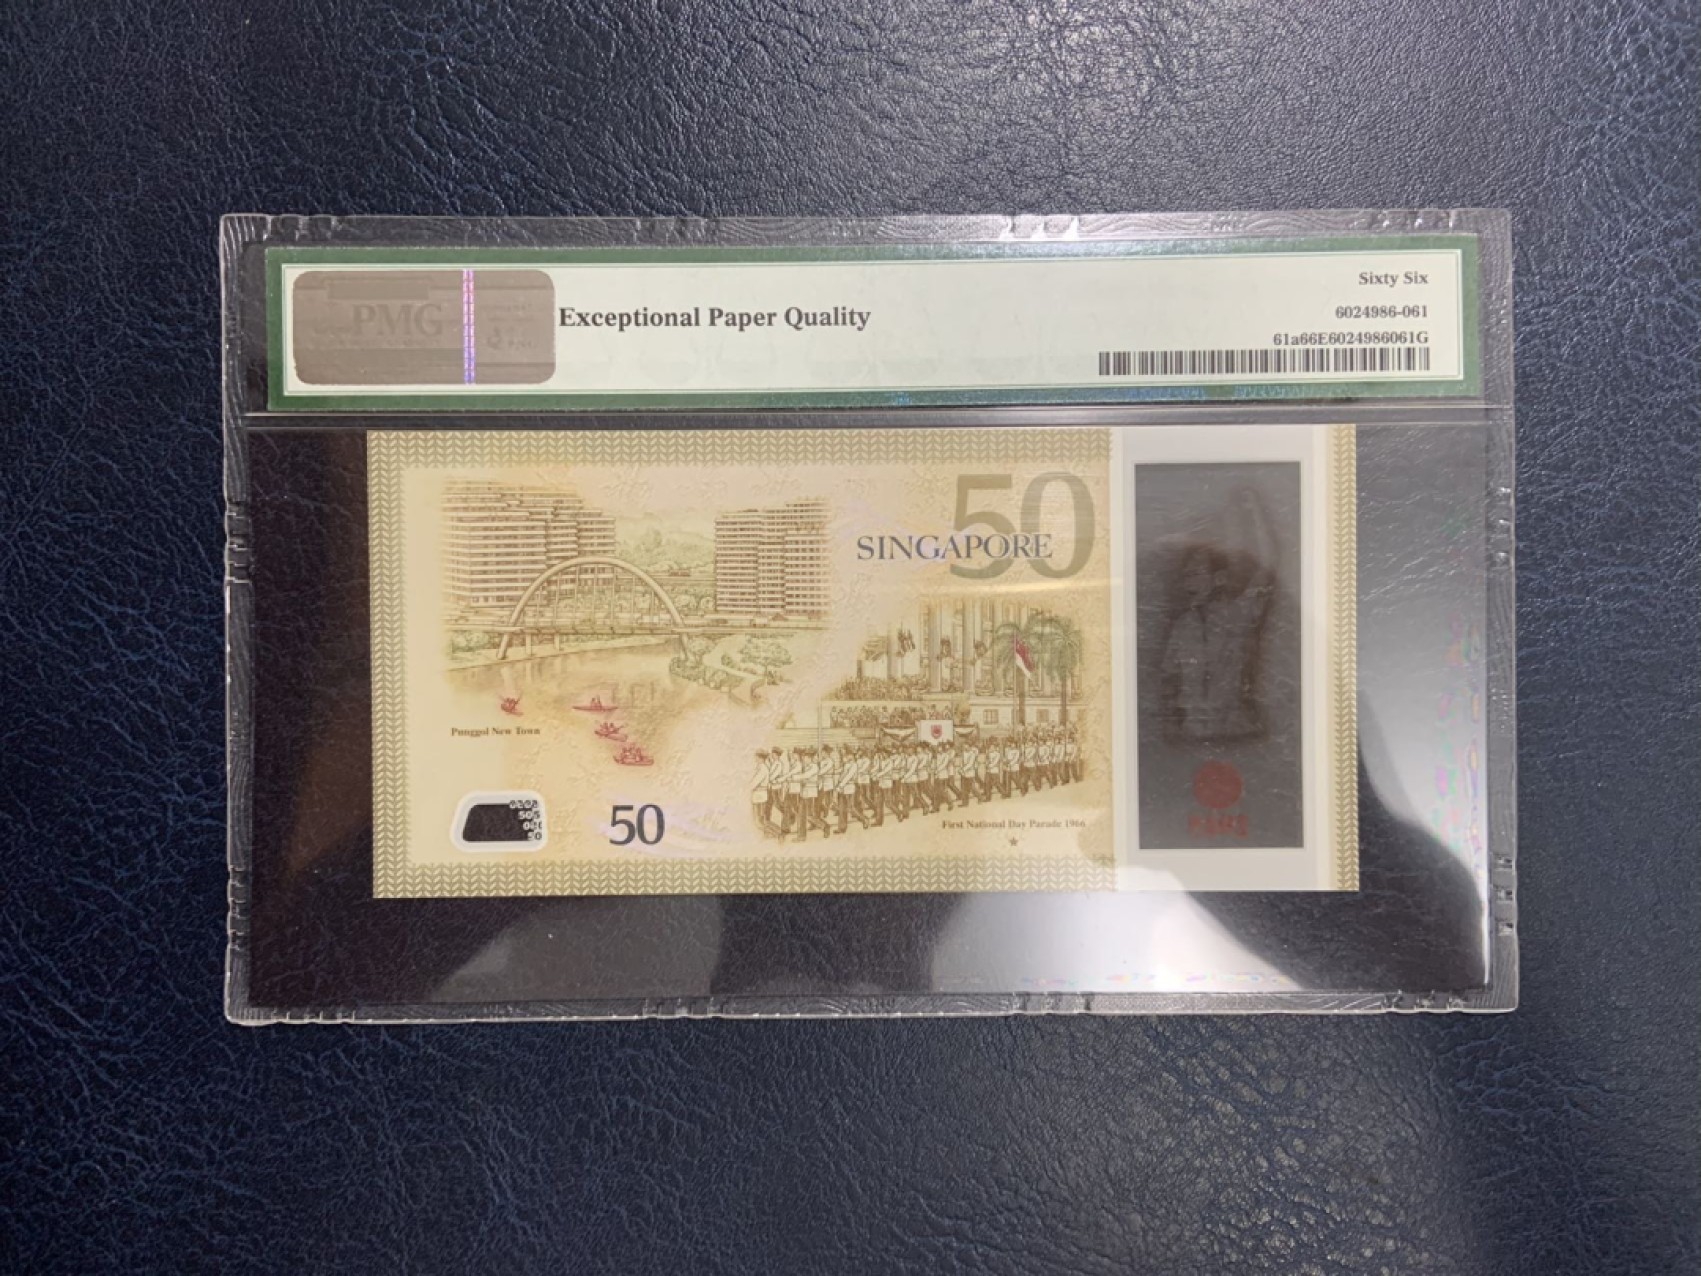 PMG
Exceptional Paper Quality
Sixty Six
6024986-061
61a66E6024986061G
50
SINGAPORE
Punggol New Town
50
First National Day Parade 1966